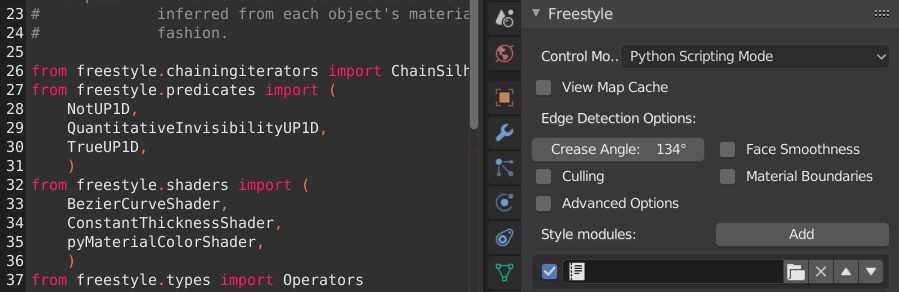 23 #             inferred from each object's materia
24 #             fashion.
25
26 from freestyle.chainingiterators import ChainSilh
27 from freestyle.predicates import (
28     NotUP1D,
29     QuantitativeInvisibilityUP1D,
30     TrueUP1D,
31     )
32 from freestyle.shaders import (
33     BezierCurveShader,
34     ConstantThicknessShader,
35     pyMaterialColorShader,
36     )
37 from freestyle.types import Operators
Freestyle
Control Mo.. Python Scripting Mode
View Map Cache
Edge Detection Options:
Crease Angle: 134° Face Smoothness
Culling Material Boundaries
Advanced Options
Style modules: Add